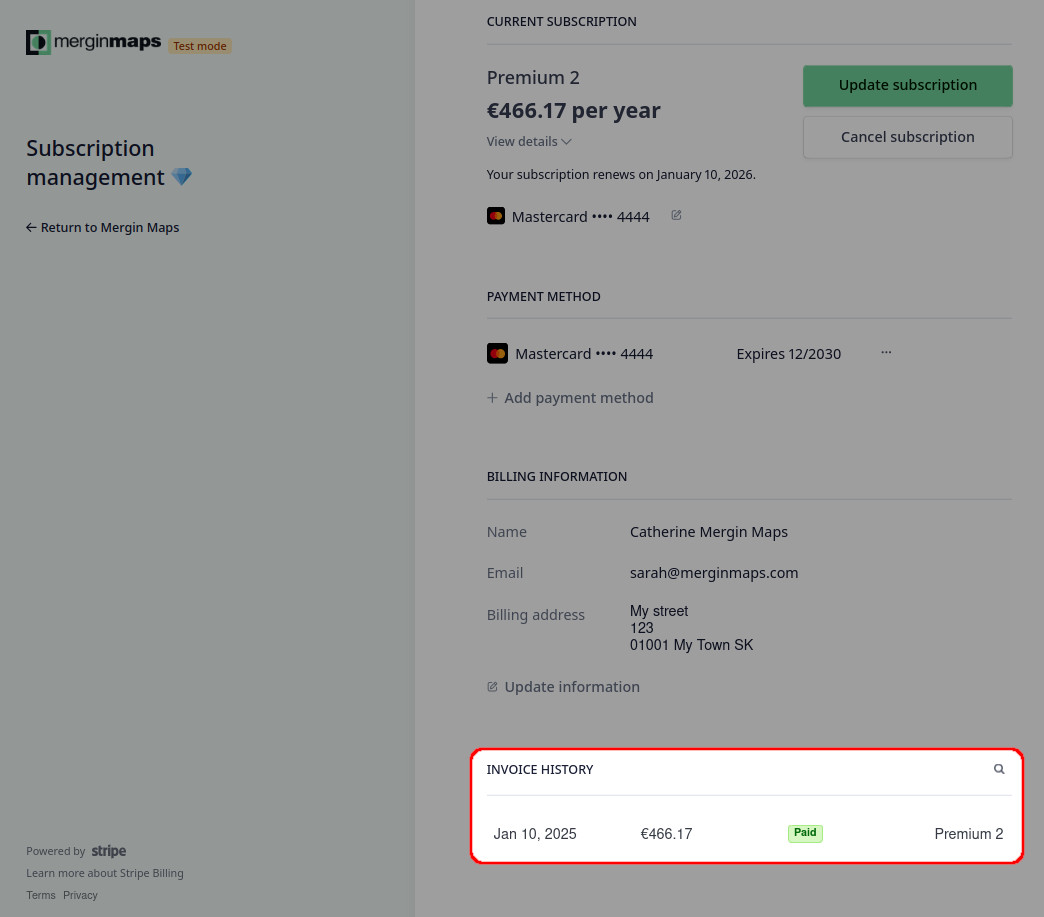 merginmaps Test mode
Subscription
management
← Return to Mergin Maps
Powered by stripe
Learn more about Stripe Billing
Terms Privacy
CURRENT SUBSCRIPTION
Premium 2
€466.17 per year
View details
Your subscription renews on January 10, 2026.
Mastercard •••• 4444
Update subscription
Cancel subscription
PAYMENT METHOD
Mastercard •••• 4444 Expires 12/2030 ···
+ Add payment method
BILLING INFORMATION
Name Catherine Mergin Maps
Email sarah@merginmaps.com
Billing address My street
123
01001 My Town SK
Update information
INVOICE HISTORY
Jan 10, 2025 €466.17 Paid Premium 2